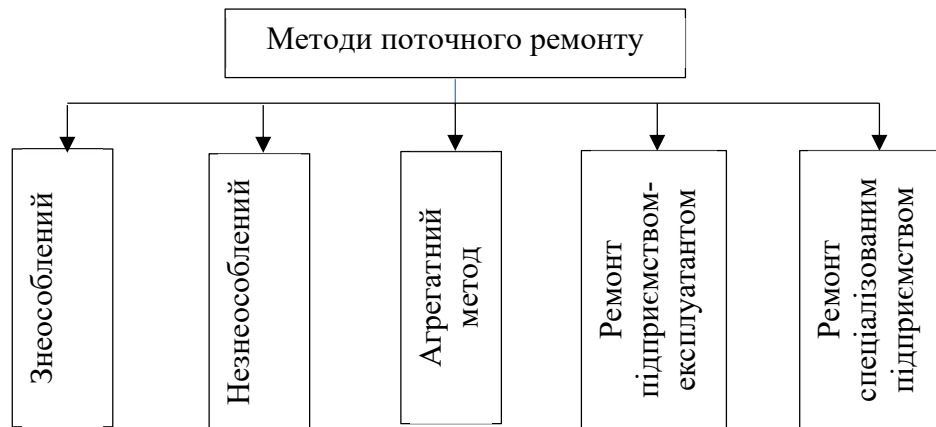 Методи поточного ремонту
Знеособлений
Незнеособлений
Агрегатний
метод
Ремонт
підприємством-
експлуатантом
Ремонт
спеціалізованим
підприємством